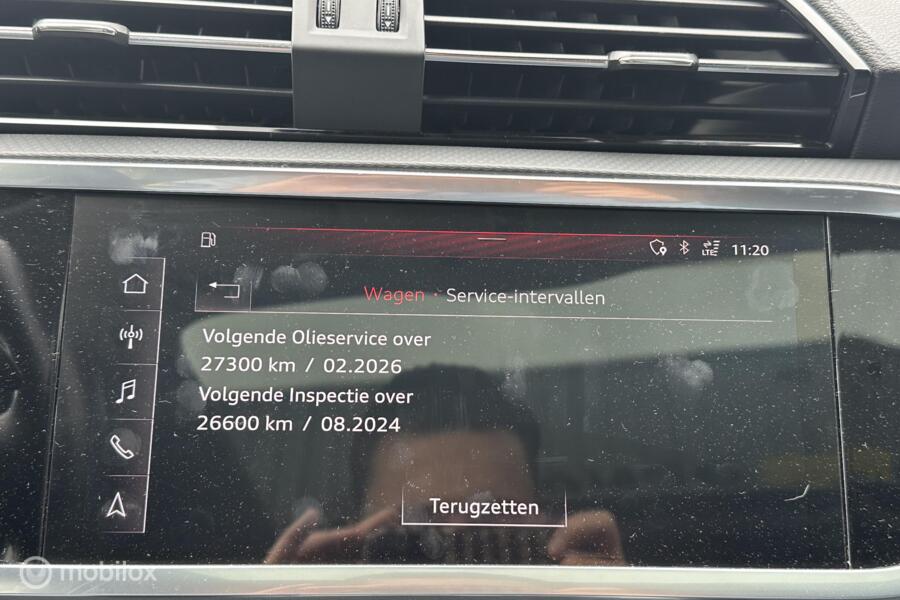 LTE
11:20
Wagen · Service-intervallen
Volgende Olieservice over
27300 km / 02.2026
Volgende Inspectie over
26600 km / 08.2024
Terugzetten
mobilox